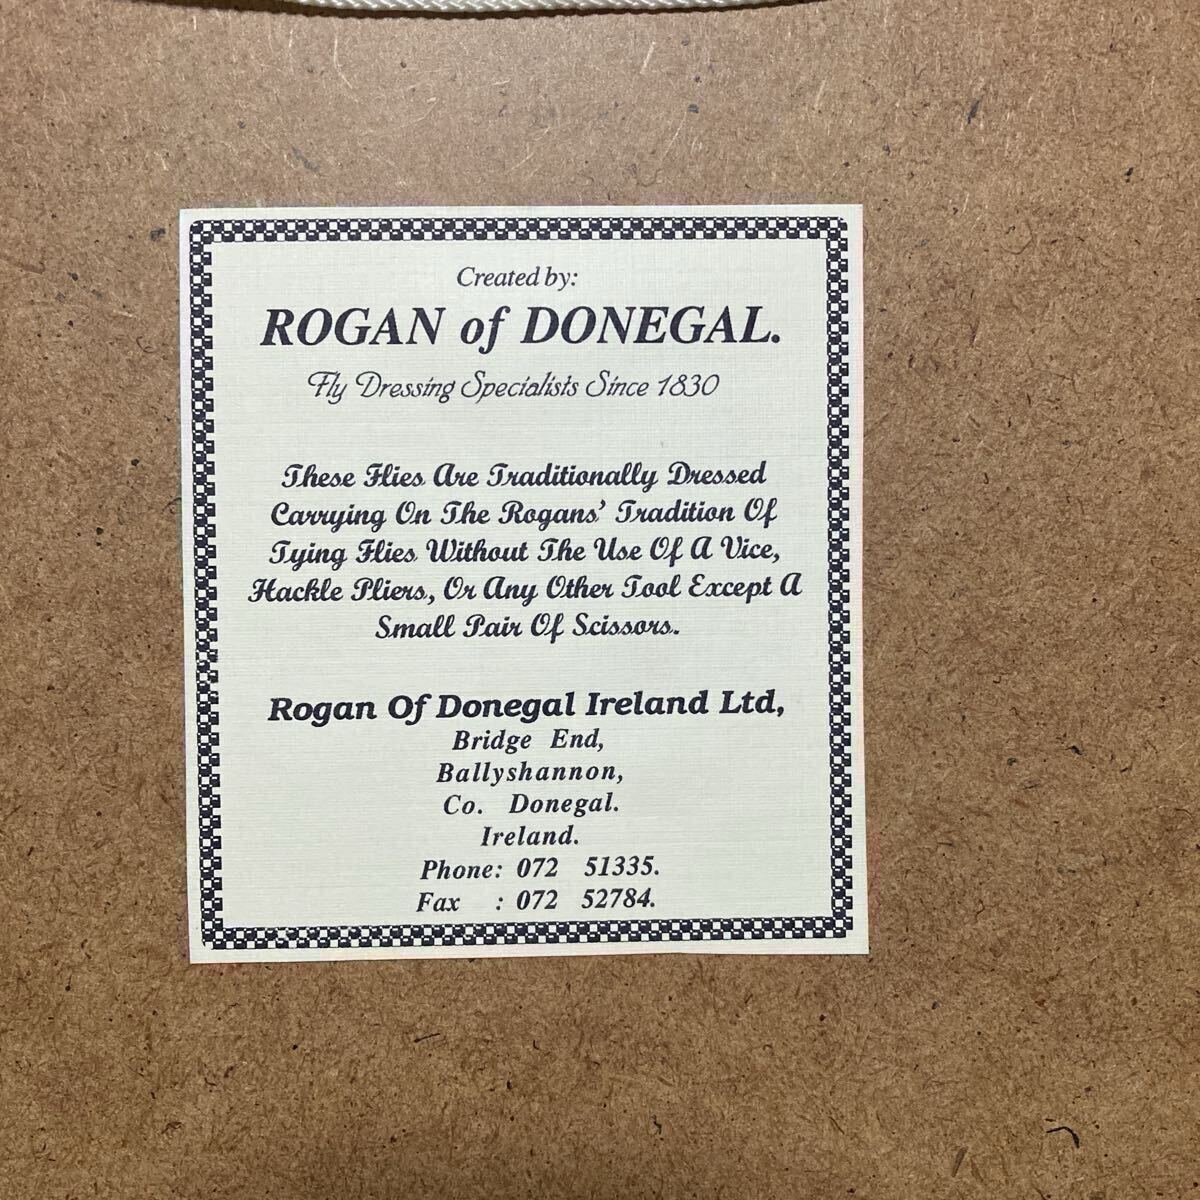 Created by:
ROGAN of DONEGAL.
Fly Dressing Specialists Since 1830
These Flies Are Traditionally Dressed
Carrying On The Rogans' Tradition Of
Tying Flies Without The Use Of A Vice,
Hackle Pliers, Or Any Other Tool Except A
Small Pair Of Scissors.
Rogan Of Donegal Ireland Ltd,
Bridge End,
Ballyshannon,
Co. Donegal.
Ireland.
Phone: 072 51335.
Fax : 072 52784.